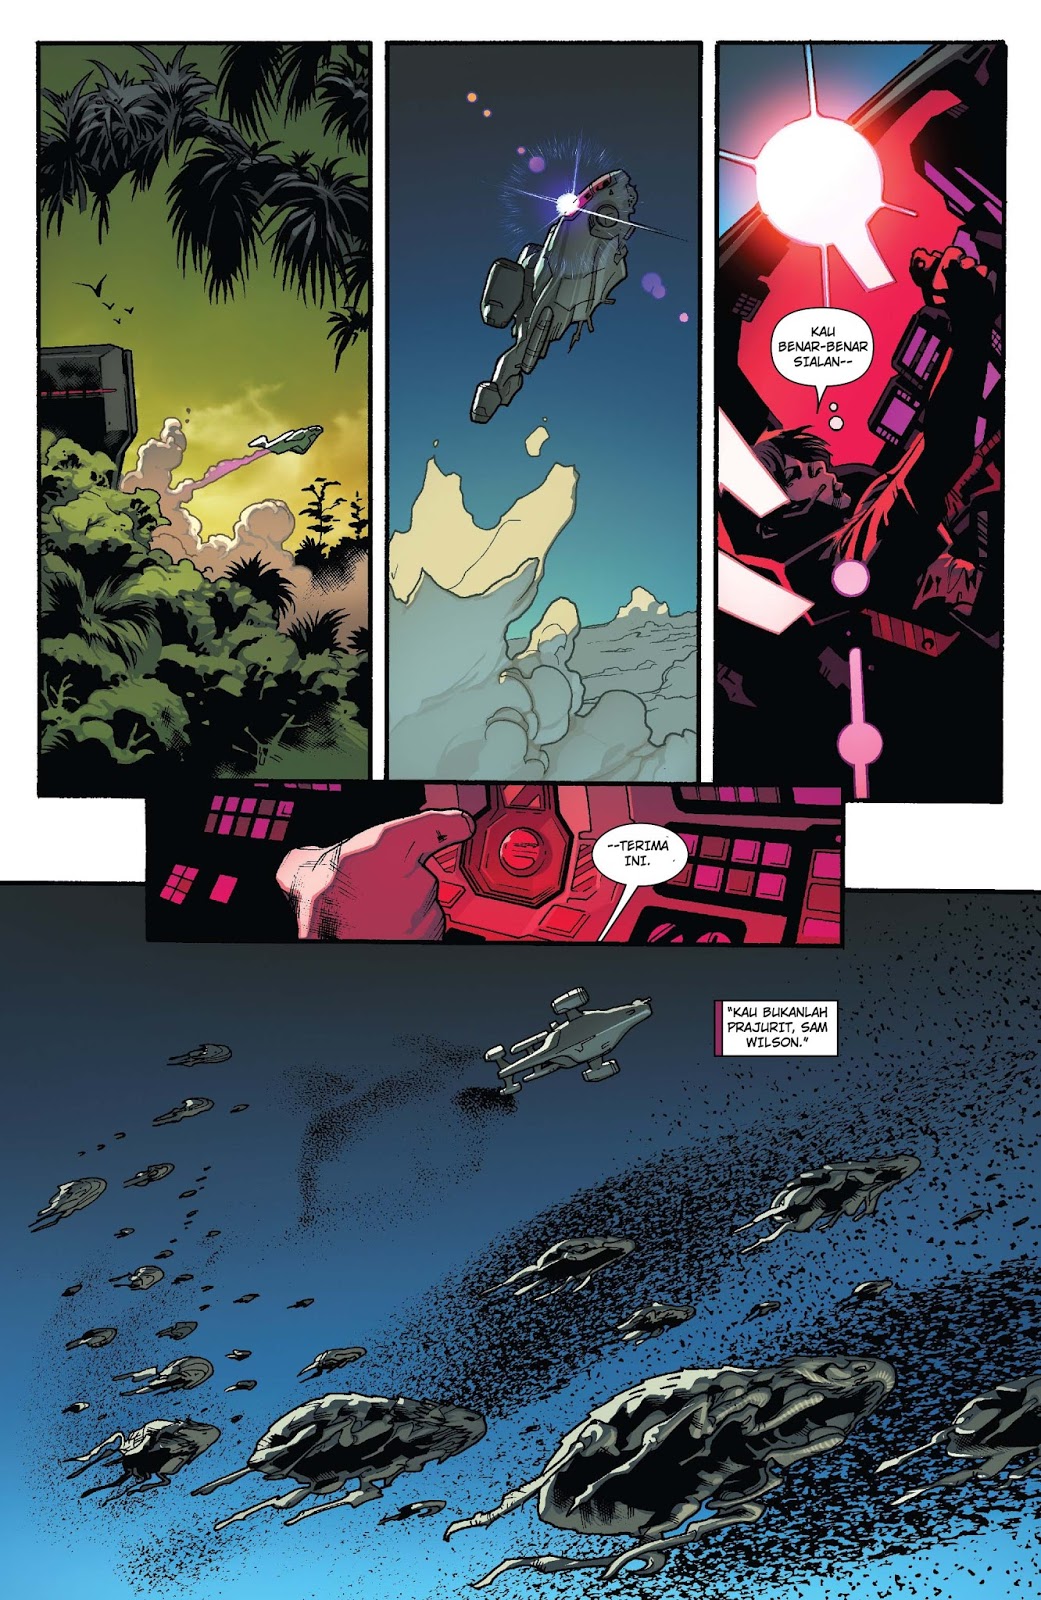 KAU
BENAR-BENAR
SIALAN--
--TERIMA
INI.
"KAU BUKANLAH
PRAJURIT, SAM
WILSON."